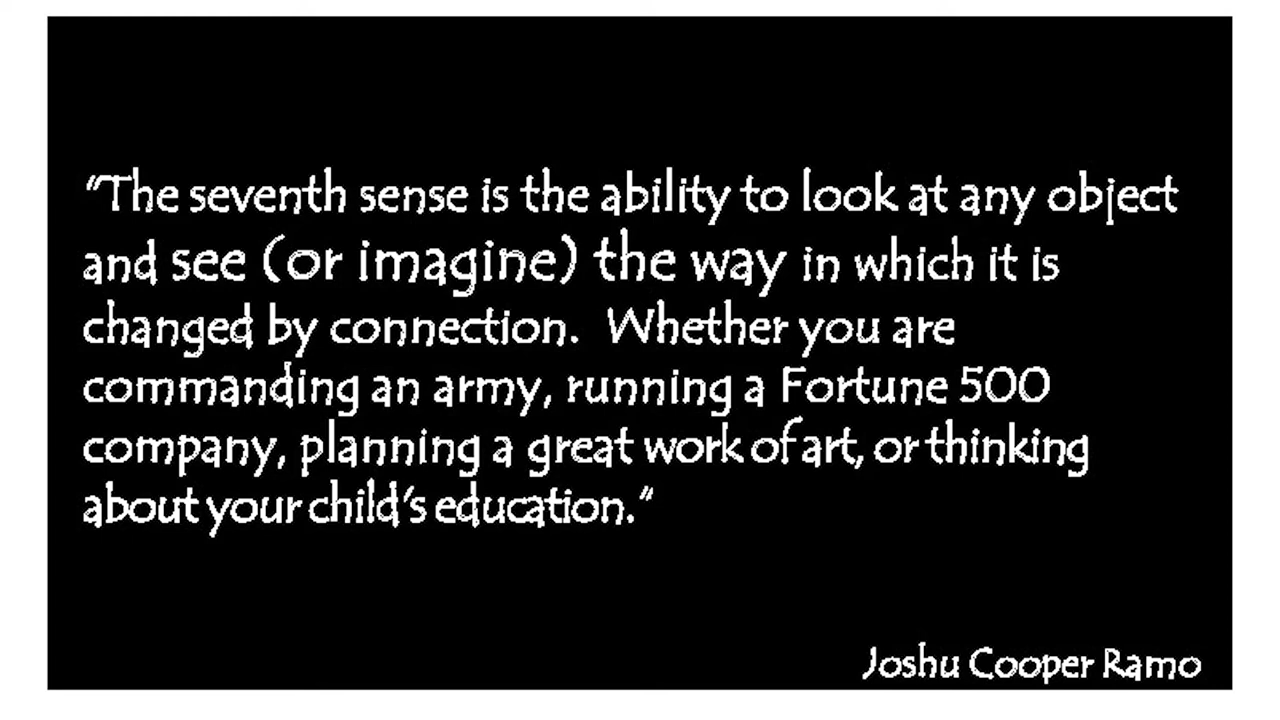 "The seventh sense is the ability to look at any object
and see (or imagine) the way in which it is
changed by connection.  Whether you are
commanding an army, running a Fortune 500
company, planning a great work of art, or thinking
about your child's education."
Joshu Cooper Ramo